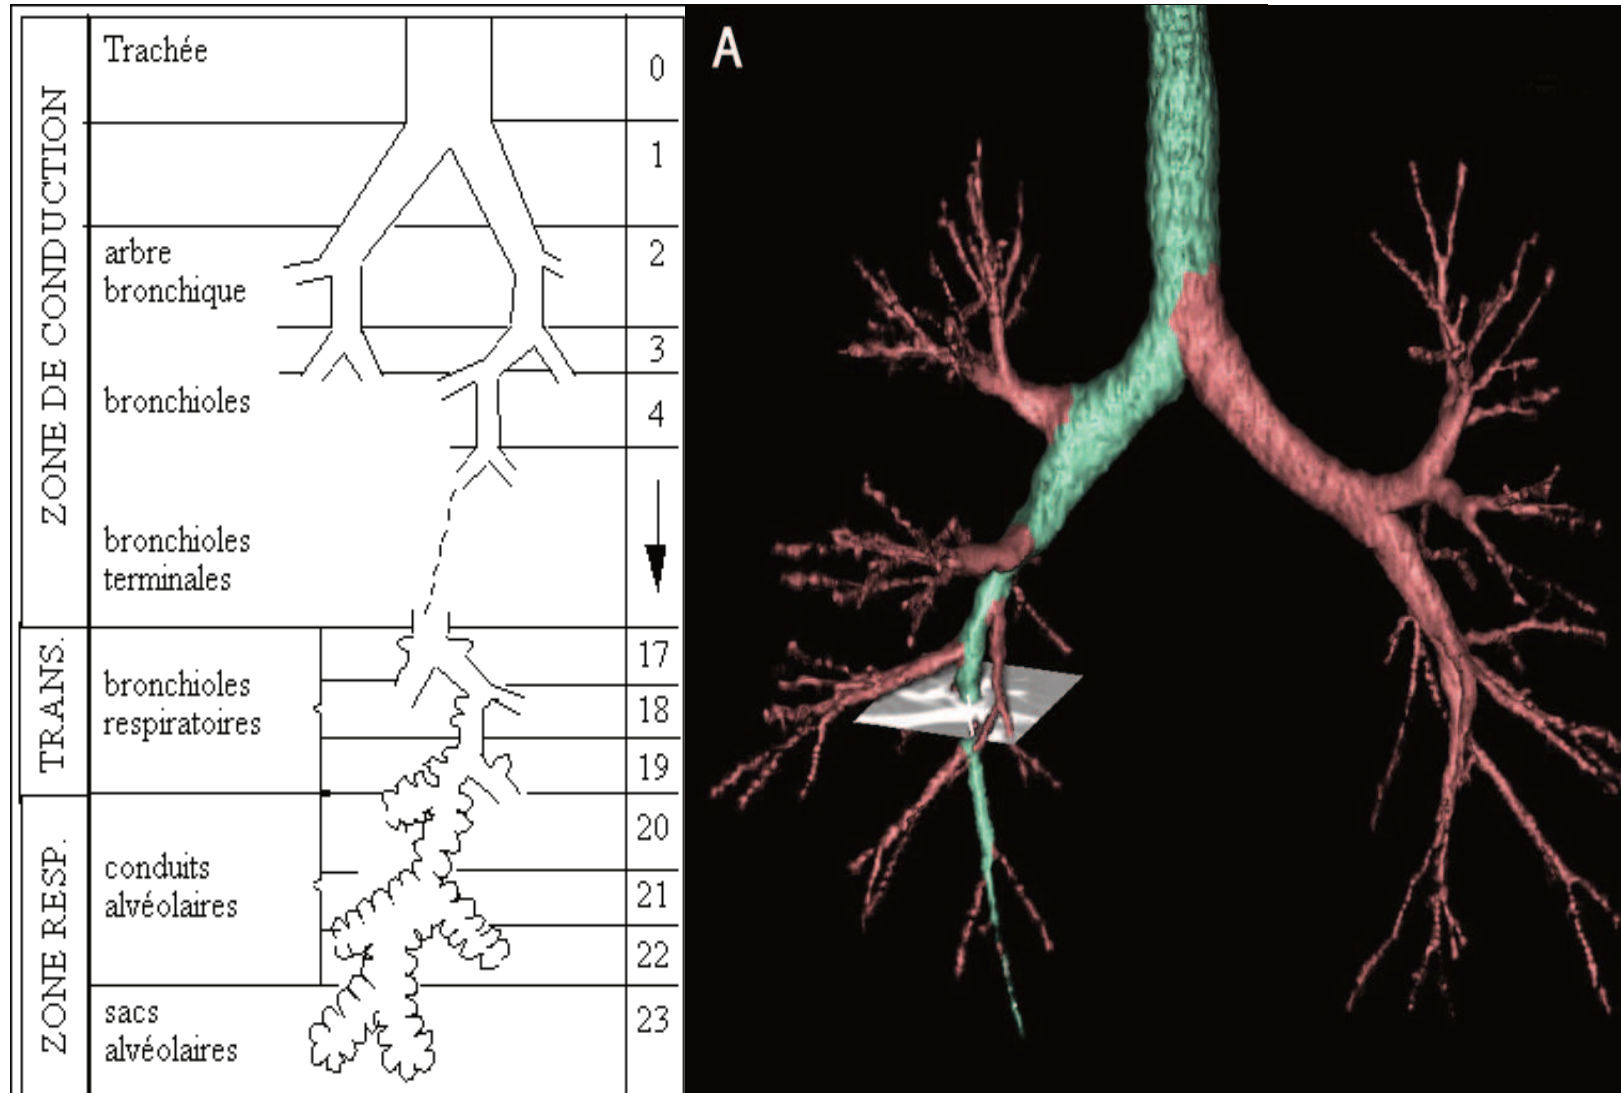 ZONE DE CONDUCTION
Trachée
0
1
arbre
bronchique
2
3
bronchioles
4
bronchioles
terminales
TRANS.
bronchioles
respiratoires
17
18
19
ZONE RESP.
conduits
alvéolaires
20
21
22
sacs
alvéolaires
23
A